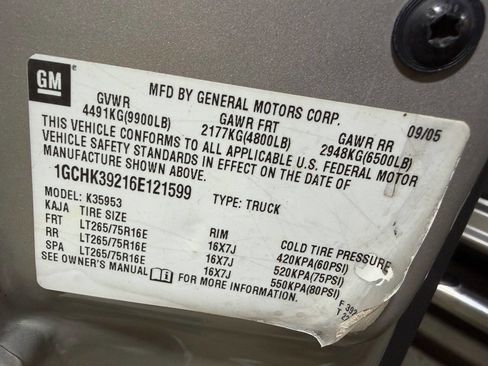 GM
MFD BY GENERAL MOTORS CORP.
09/05
GVWR GAWR FRT GAWR RR
4491KG(9900LB) 2177KG(4800LB) 2948KG(6500LB)
THIS VEHICLE CONFORMS TO ALL APPLICABLE U.S. FEDERAL MOTOR
VEHICLE SAFETY STANDARDS IN EFFECT ON THE DATE OF
1GCHK39216E121599 TYPE: TRUCK
MODEL: K35953
KAJA TIRE SIZE RIM COLD TIRE PRESSURE
FRT LT265/75R16E 16X7J 420KPA(60PSI)
RR LT265/75R16E 16X7J 520KPA(75PSI)
SPA LT265/75R16E 16X7J 550KPA(80PSI)
SEE OWNER'S MANUAL FOR MORE INFORMATION.